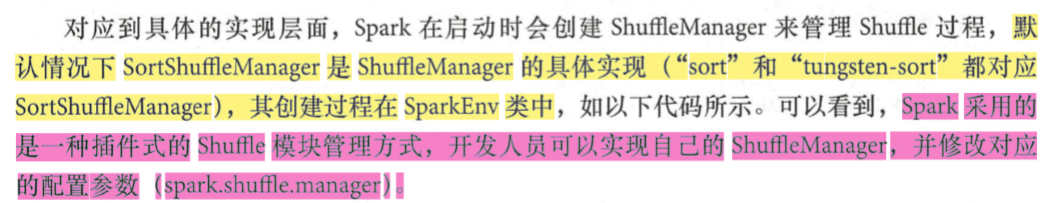 对应到具体的实现层面，Spark 在启动时会创建 ShuffleManager 来管理 Shuffle 过程，默
认情况下 SortShuffleManager 是 ShuffleManager 的具体实现（“sort”和“tungsten-sort”都对应
SortShuffleManager），其创建过程在 SparkEnv 类中，如以下代码所示。可以看到，Spark 采用的
是一种插件式的 Shuffle 模块管理方式，开发人员可以实现自己的 ShuffleManager，并修改对应
的配置参数（spark.shuffle.manager）。